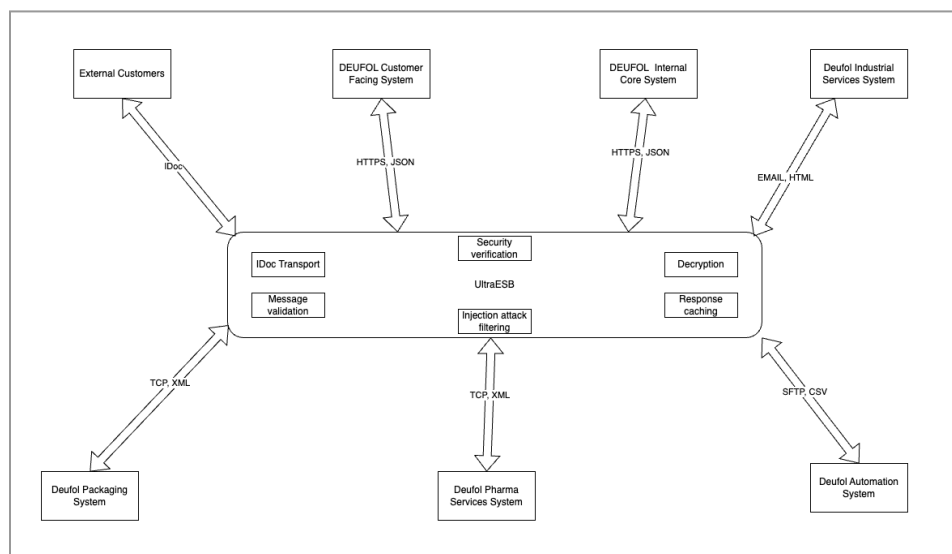 External Customers
DEUFOL Customer
Facing System
DEUFOL Internal
Core System
Deufol Industrial
Services System
IDoc
HTTPS, JSON
HTTPS, JSON
EMAIL, HTML
Security
verification
IDoc Transport
Decryption
UltraESB
Message
validation
Response
caching
Injection attack
filtering
TCP, XML
TCP, XML
SFTP, CSV
Deufol Packaging
System
Deufol Pharma
Services System
Deufol Automation
System